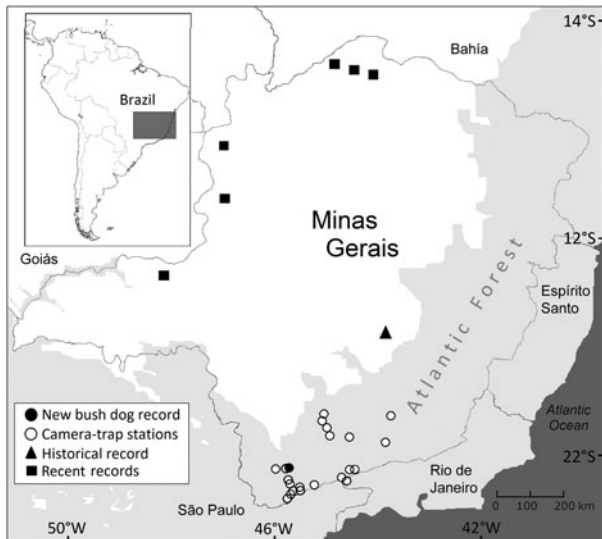 14°S
Bahía
Brazil
Minas
Gerais
12°S
Goiás
Atlantic Forest
Espírito
Santo
New bush dog record
Camera-trap stations
Historical record
Recent records
Atlantic
Ocean
22°S
Rio de
Janeiro
São Paulo
0 100 200 km
50°W
46°W
42°W